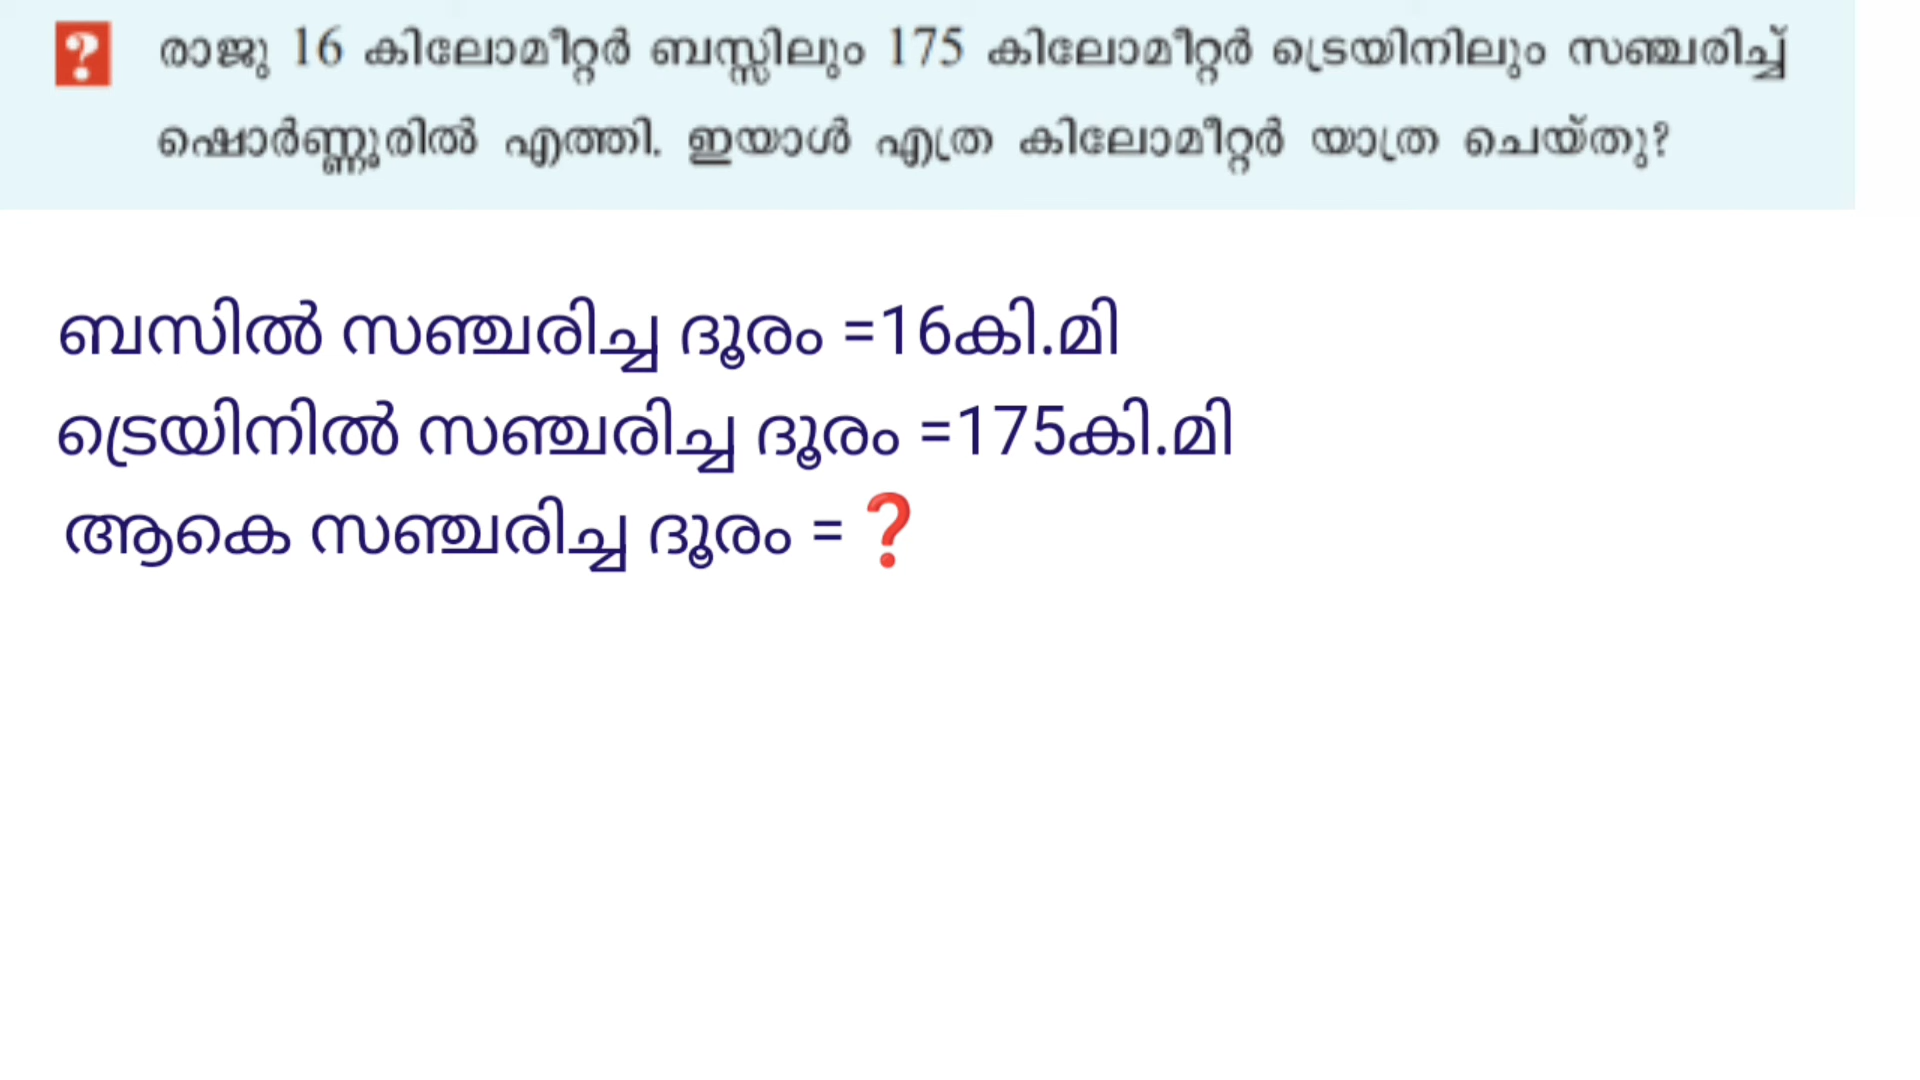 ? രാജു 16 കിലോമീറ്റർ ബസ്സിലും 175 കിലോമീറ്റർ ട്രെയിനിലും സഞ്ചരിച്ച്
ഷൊർണ്ണൂരിൽ എത്തി. ഇയാൾ എത്ര കിലോമീറ്റർ യാത്ര ചെയ്തു?
ബസിൽ സഞ്ചരിച്ച ദൂരം =16കി.മി
ട്രെയിനിൽ സഞ്ചരിച്ച ദൂരം =175കി.മി
ആകെ സഞ്ചരിച്ച ദൂരം = ❓